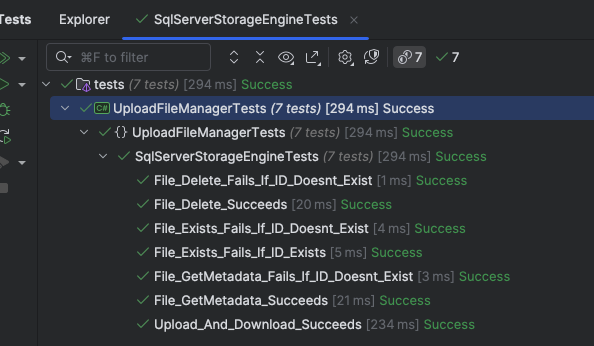 Tests Explorer SqlServerStorageEngineTests ×
⌘F to filter 7 7
tests (7 tests) [294 ms] Success
C# UploadFileManagerTests (7 tests) [294 ms] Success
{} UploadFileManagerTests (7 tests) [294 ms] Success
SqlServerStorageEngineTests (7 tests) [294 ms] Success
File_Delete_Fails_If_ID_Doesnt_Exist [1 ms] Success
File_Delete_Succeeds [20 ms] Success
File_Exists_Fails_If_ID_Doesnt_Exist [4 ms] Success
File_Exists_Fails_If_ID_Exists [5 ms] Success
File_GetMetadata_Fails_If_ID_Doesnt_Exist [3 ms] Success
File_GetMetadata_Succeeds [21 ms] Success
Upload_And_Download_Succeeds [234 ms] Success